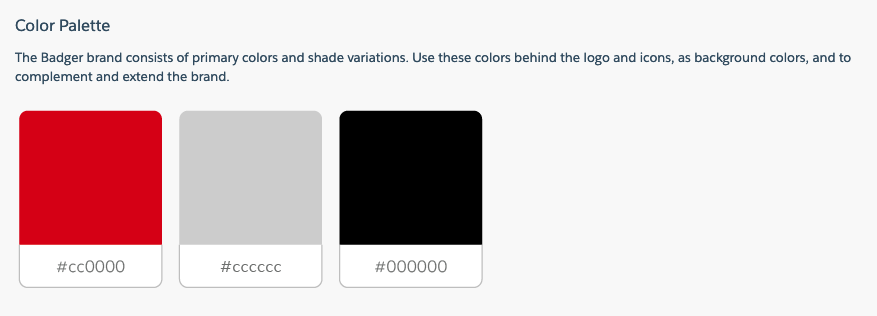 Color Palette
The Badger brand consists of primary colors and shade variations. Use these colors behind the logo and icons, as background colors, and to
complement and extend the brand.
#cc0000
#cccccc
#000000